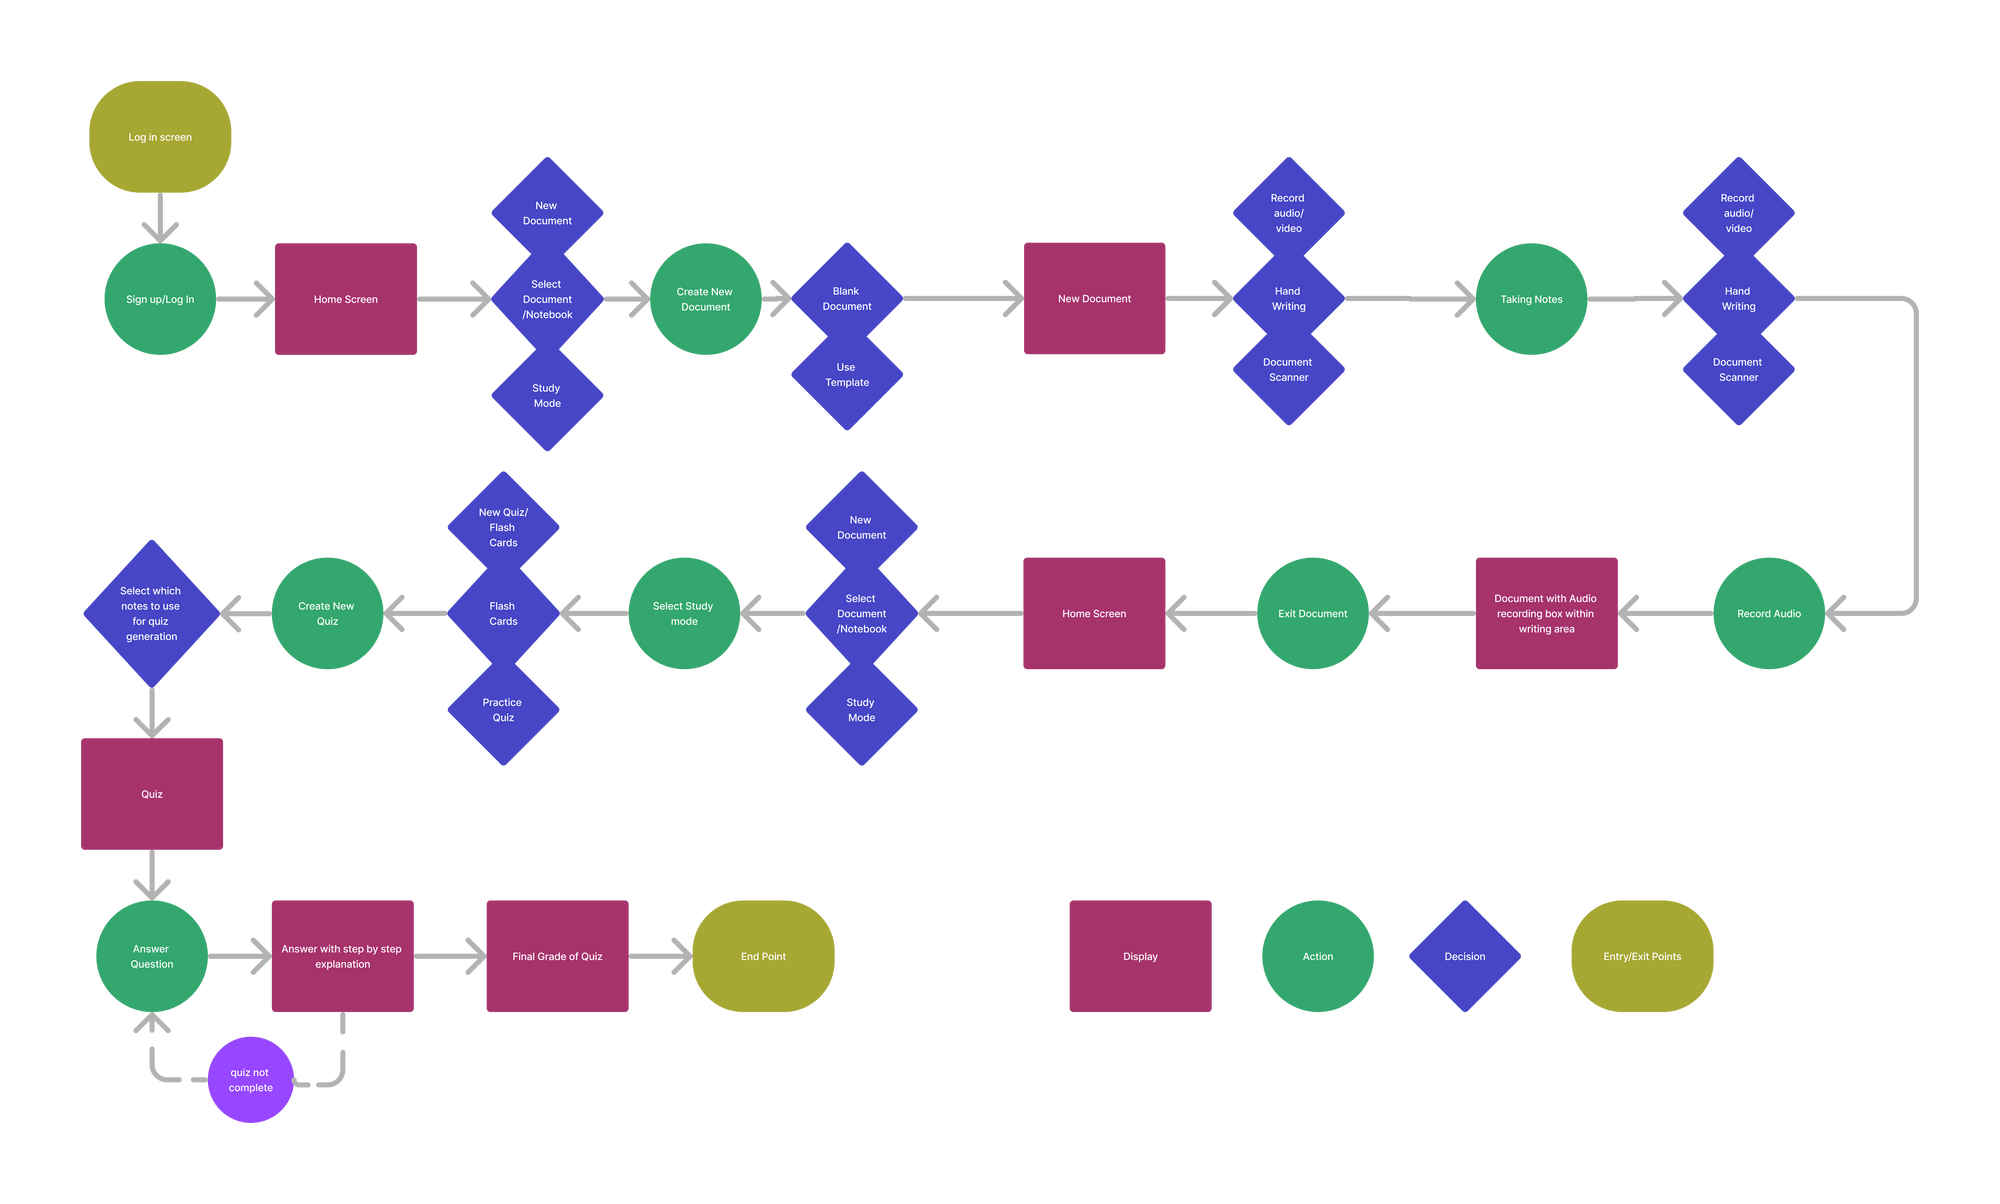 Log in screen
Sign up/Log In
Home Screen
New
Document
Select
Document
/Notebook
Study
Mode
Create New
Document
Blank
Document
Use
Template
New Document
Record
audio/
video
Hand
Writing
Document
Scanner
Taking Notes
Record
audio/
video
Hand
Writing
Document
Scanner
Record Audio
Document with Audio
recording box within
writing area
Exit Document
Home Screen
New
Document
Select
Document
/Notebook
Study
Mode
Select Study
mode
New Quiz/
Flash
Cards
Flash
Cards
Practice
Quiz
Create New
Quiz
Select which
notes to use
for quiz
generation
Quiz
Answer
Question
Answer with step by step
explanation
quiz not
complete
Final Grade of Quiz
End Point
Display
Action
Decision
Entry/Exit Points